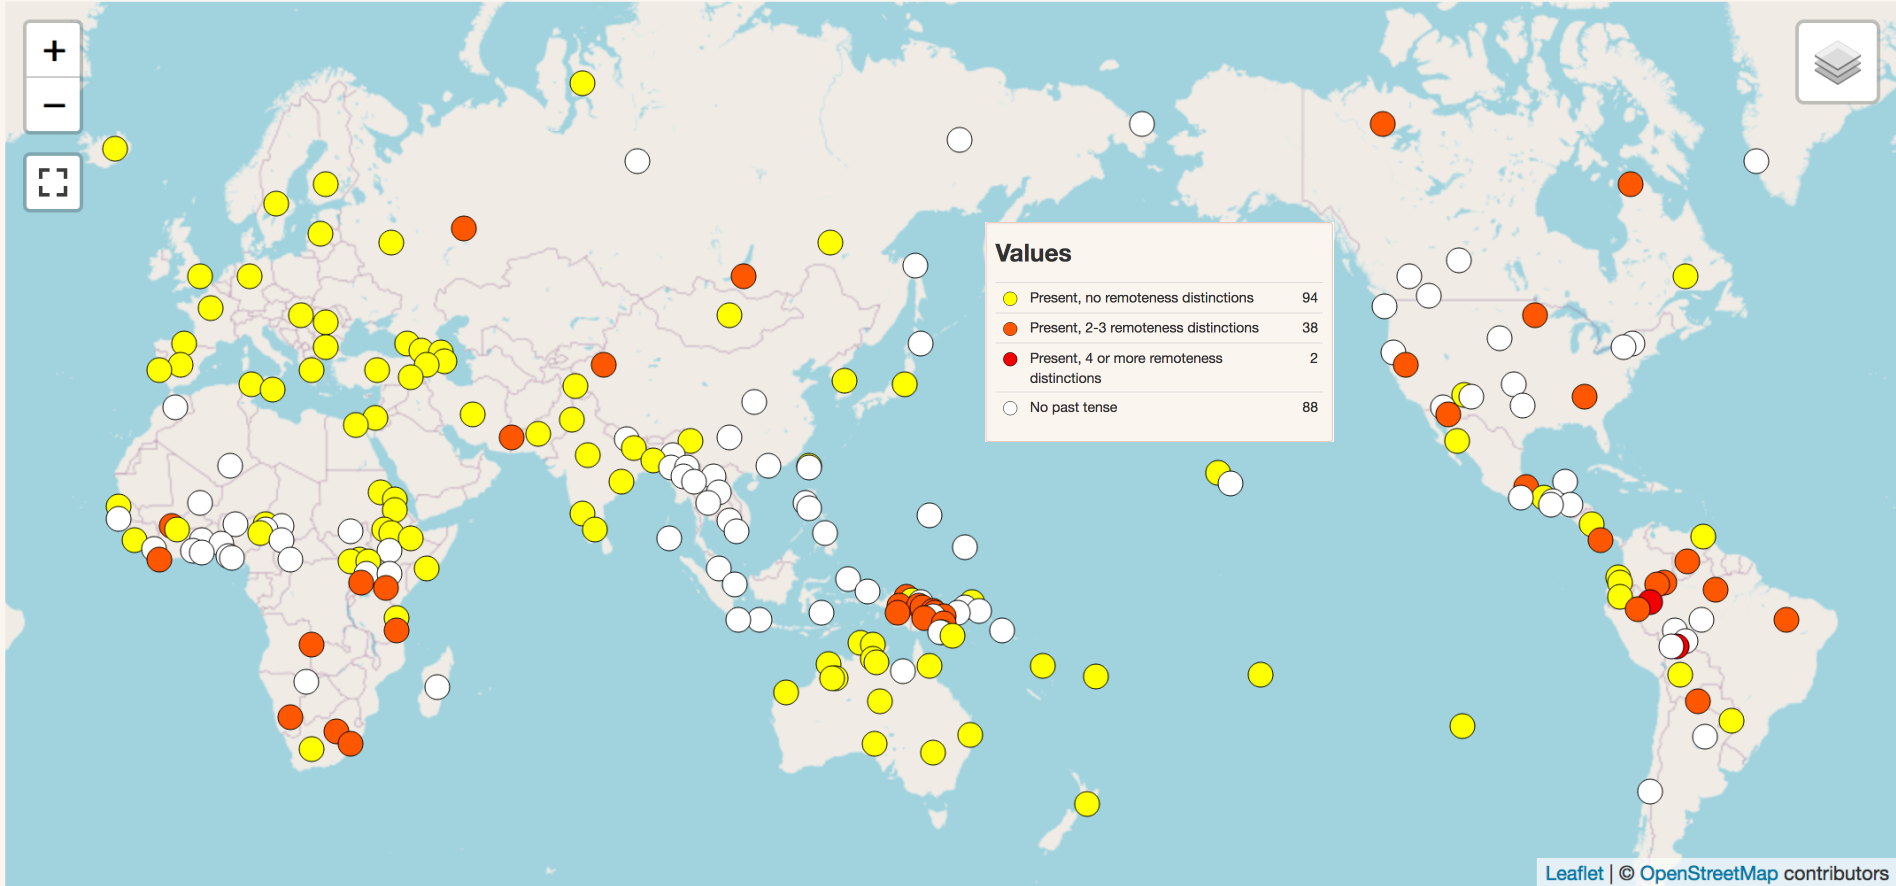 +
−
Values
Present, no remoteness distinctions 94
Present, 2-3 remoteness distinctions 38
Present, 4 or more remoteness 2
distinctions
No past tense 88
Leaflet | © OpenStreetMap contributors